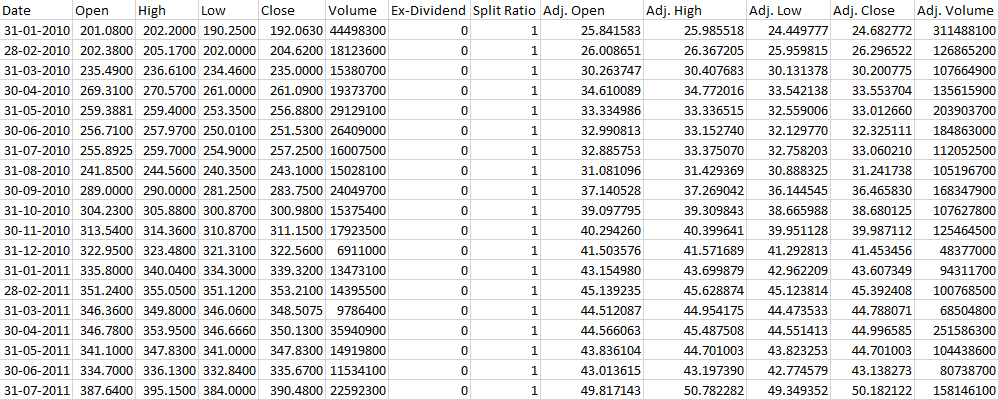 Date Open High Low Close Volume Ex-Dividend Split Ratio Adj. Open Adj. High Adj. Low Adj. Close Adj. Volume
31-01-2010 201.0800 202.2000 190.2500 192.0630 44498300 0 1 25.841583 25.985518 24.449777 24.682772 311488100
28-02-2010 202.3800 205.1700 202.0000 204.6200 18123600 0 1 26.008651 26.367205 25.959815 26.296522 126865200
31-03-2010 235.4900 236.6100 234.4600 235.0000 15380700 0 1 30.263747 30.407683 30.131378 30.200775 107664900
30-04-2010 269.3100 270.5700 261.0000 261.0900 19373700 0 1 34.610089 34.772016 33.542138 33.553704 135615900
31-05-2010 259.3881 259.4000 253.3500 256.8800 29129100 0 1 33.334986 33.336515 32.559006 33.012660 203903700
30-06-2010 256.7100 257.9700 250.0100 251.5300 26409000 0 1 32.990813 33.152740 32.129770 32.325111 184863000
31-07-2010 255.8925 259.7000 254.9000 257.2500 16007500 0 1 32.885753 33.375070 32.758203 33.060210 112052500
31-08-2010 241.8500 244.5600 240.3500 243.1000 15028100 0 1 31.081096 31.429369 30.888325 31.241738 105196700
30-09-2010 289.0000 290.0000 281.2500 283.7500 24049700 0 1 37.140528 37.269042 36.144545 36.465830 168347900
31-10-2010 304.2300 305.8800 300.8700 300.9800 15375400 0 1 39.097795 39.309843 38.665988 38.680125 107627800
30-11-2010 313.5400 314.3600 310.8700 311.1500 17923500 0 1 40.294260 40.399641 39.951128 39.987112 125464500
31-12-2010 322.9500 323.4800 321.3100 322.5600 6911000 0 1 41.503576 41.571689 41.292813 41.453456 48377000
31-01-2011 335.8000 340.0400 334.3000 339.3200 13473100 0 1 43.154980 43.699879 42.962209 43.607349 94311700
28-02-2011 351.2400 355.0500 351.1200 353.2100 14395500 0 1 45.139235 45.628874 45.123814 45.392408 100768500
31-03-2011 346.3600 349.8000 346.0600 348.5075 9786400 0 1 44.512087 44.954175 44.473533 44.788071 68504800
30-04-2011 346.7800 353.9500 346.6660 350.1300 35940900 0 1 44.566063 45.487508 44.551413 44.996585 251586300
31-05-2011 341.1000 347.8300 341.0000 347.8300 14919800 0 1 43.836104 44.701003 43.823253 44.701003 104438600
30-06-2011 334.7000 336.1300 332.8400 335.6700 11534100 0 1 43.013615 43.197390 42.774579 43.138273 80738700
31-07-2011 387.6400 395.1500 384.0000 390.4800 22592300 0 1 49.817143 50.782282 49.349352 50.182122 158146100